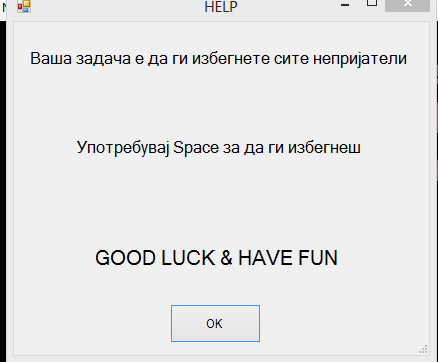 HELP
Ваша задача е да ги избегнете сите непријатели
Употребувај Space за да ги избегнеш
GOOD LUCK & HAVE FUN
OK